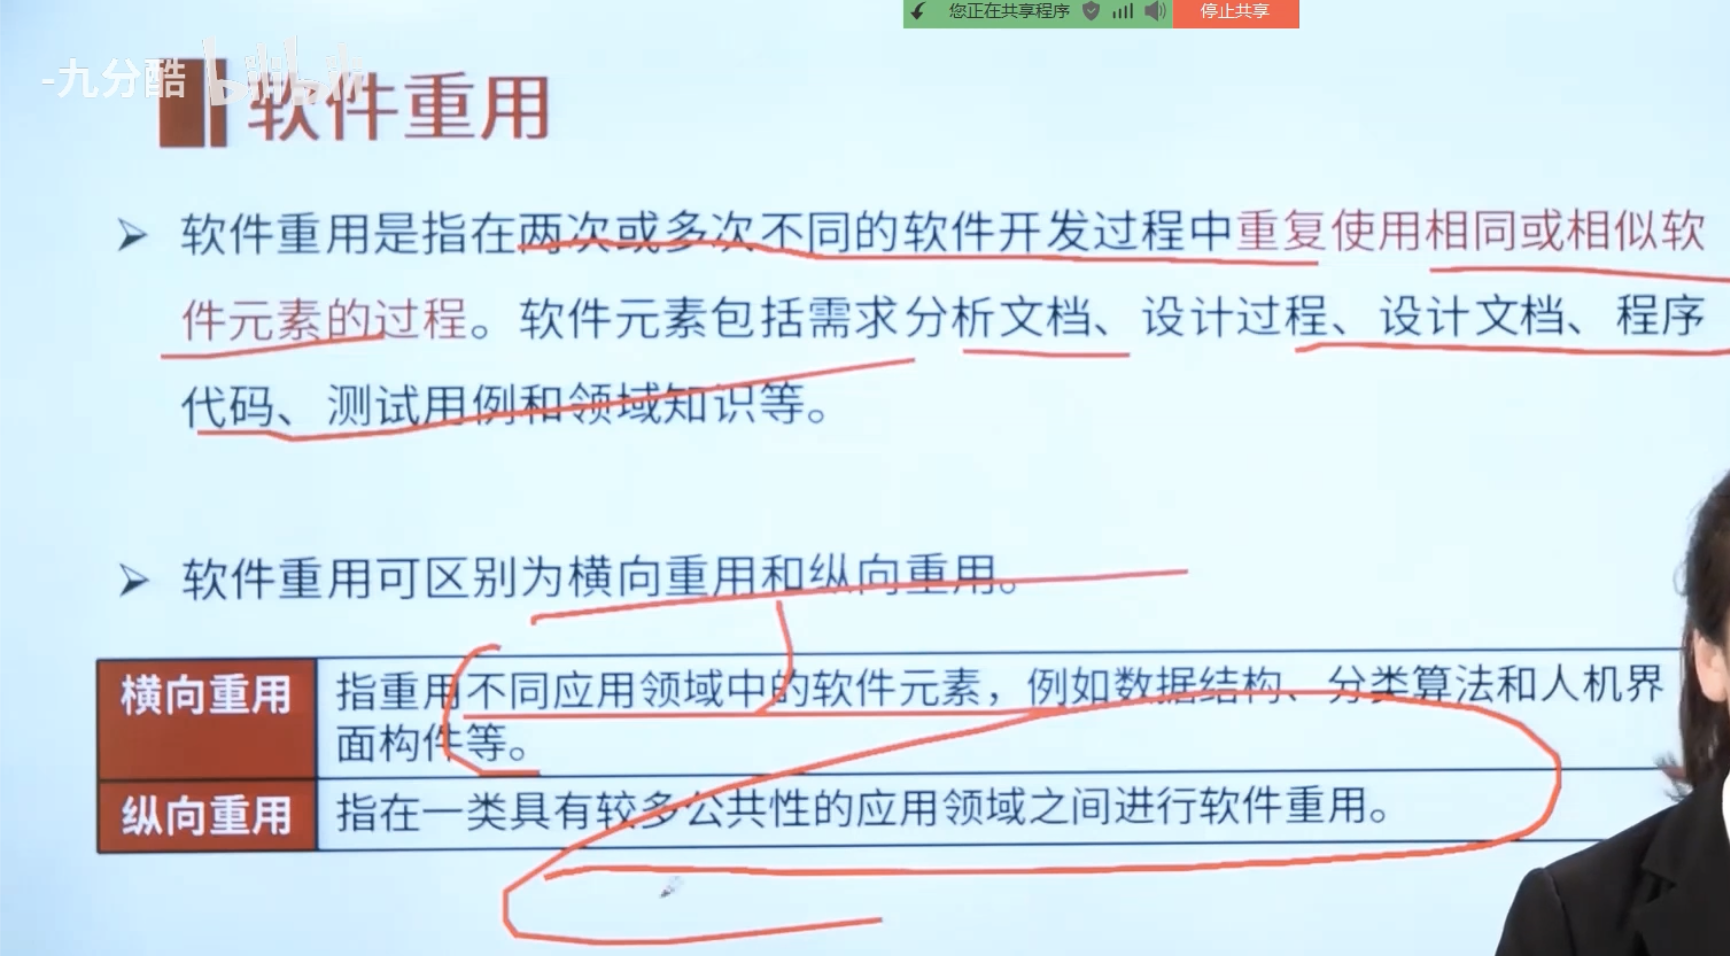 您正在共享程序 停止共享
-九分酷 bilibili
软件重用
软件重用是指在两次或多次不同的软件开发过程中重复使用相同或相似软
件元素的过程。软件元素包括需求分析文档、设计过程、设计文档、程序
代码、测试用例和领域知识等。
软件重用可区别为横向重用和纵向重用。
横向重用 指重用不同应用领域中的软件元素，例如数据结构、分类算法和人机界
面构件等。
纵向重用 指在一类具有较多公共性的应用领域之间进行软件重用。